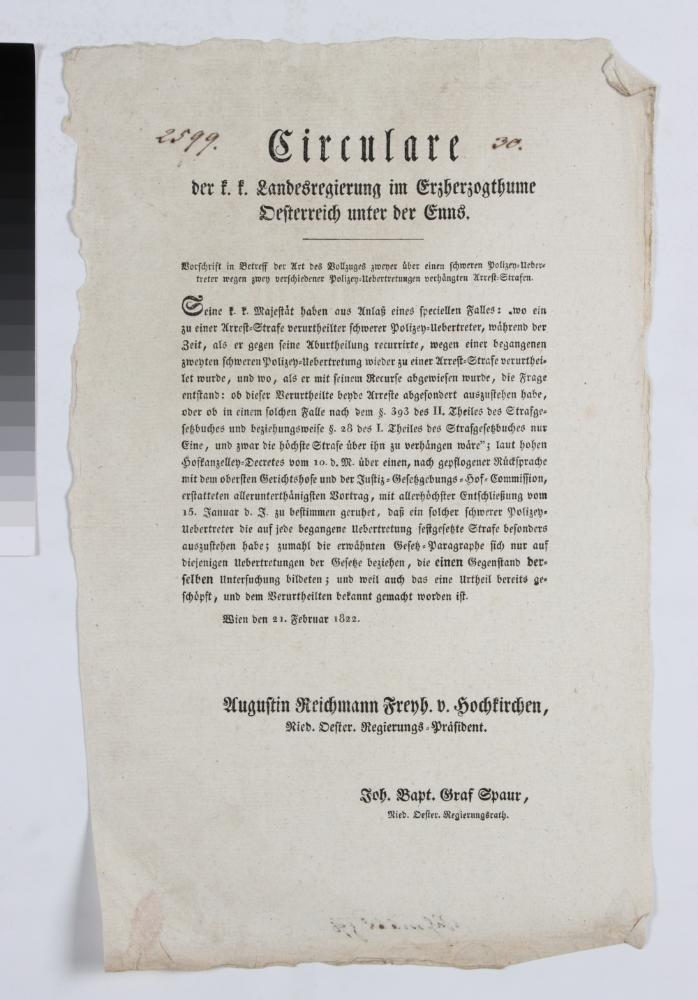 2599.
Circulare
30.
der k. k. Landesregierung im Erzherzogthume
Oesterreich unter der Enns.
Vorschrift in Betreff der Art des Vollzuges zweyer über einen schweren Polizey-Ueber-
treter wegen zwey verschiedener Polizey-Uebertretungen verhängten Arrest-Strafen.
Seine k. k. Majestät haben aus Anlaß eines speciellen Falles: „wo ein
zu einer Arrest-Strafe verurtheilter schwerer Polizey-Uebertreter, während der
Zeit, als er gegen seine Aburtheilung recurrirte, wegen einer begangenen
zweyten schweren Polizey-Uebertretung wieder zu einer Arrest-Strafe verurthei-
let wurde, und wo, als er mit seinem Recurse abgewiesen wurde, die Frage
entstand: ob dieser Verurtheilte beyde Arreste abgesondert auszustehen habe,
oder ob in einem solchen Falle nach dem §. 393 des II. Theiles des Strafge-
setzbuches und beziehungsweise §. 28 des I. Theiles des Strafgesetzbuches nur
Eine, und zwar die höchste Strafe über ihn zu verhängen wäre“; laut hohen
Hofkanzelley-Decretes vom 10. d. M. über einen, nach gepflogener Rücksprache
mit dem obersten Gerichtshofe und der Justiz-Gesetzgebungs-Hof-Commission,
erstatteten allerunterthänigsten Vortrag, mit allerhöchster Entschließung vom
15. Januar d. J. zu bestimmen geruhet, daß ein solcher schwerer Polizey-
Uebertreter die auf jede begangene Uebertretung festgesetzte Strafe besonders
auszustehen habe; zumahl die erwähnten Gesetz-Paragraphe sich nur auf
diejenigen Uebertretungen der Gesetze beziehen, die einen Gegenstand der-
selben Untersuchung bildeten; und weil auch das eine Urtheil bereits ge-
schöpft, und dem Verurtheilten bekannt gemacht worden ist.
Wien den 21. Februar 1822.
Augustin Reichmann Freyh. v. Hochkirchen,
Nied. Oester. Regierungs-Präsident.
Joh. Bapt. Graf Spaur,
Nied. Oester. Regierungsrath.